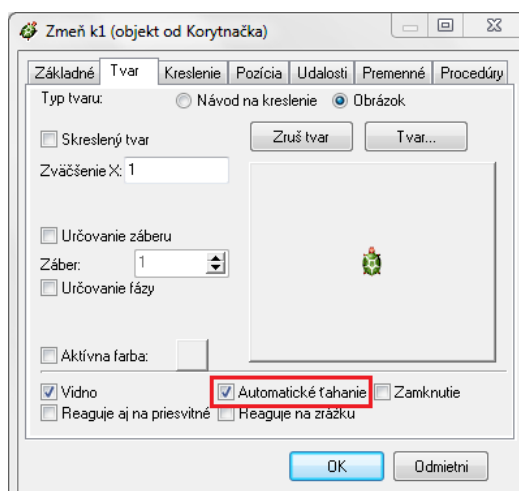 Zmeň k1 (objekt od Korytnačka)
Základné Tvar Kreslenie Pozícia Udalosti Premenné Procedúry
Typ tvaru: Návod na kreslenie Obrázok
Skreslený tvar Zruš tvar Tvar...
Zväčšenie X: 1
Určovanie záberu
Záber: 1
Určovanie fázy
Aktívna farba:
Vidno Automatické ťahanie Zamknutie
Reaguje aj na priesvitné Reaguje na zrážku
OK Odmietni